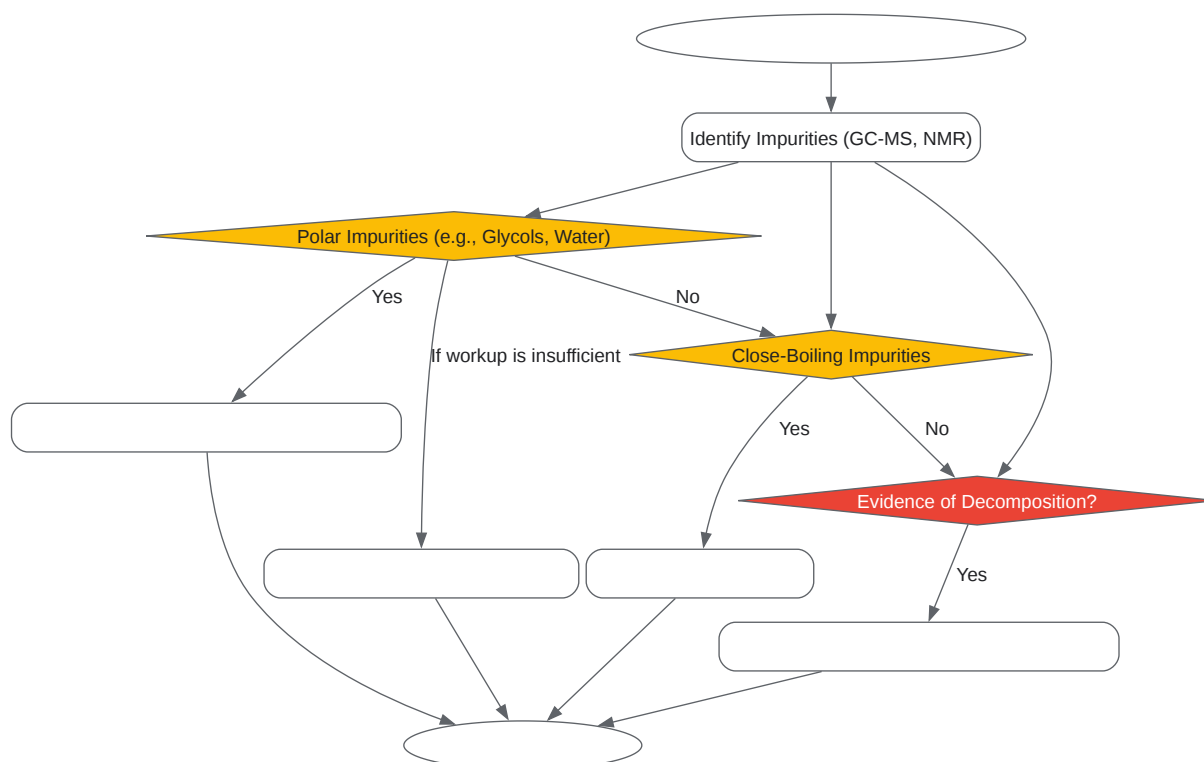 Identify Impurities (GC-MS, NMR)
Polar Impurities (e.g., Glycols, Water)
Yes
No
If workup is insufficient
Close-Boiling Impurities
Yes
No
Evidence of Decomposition?
Yes